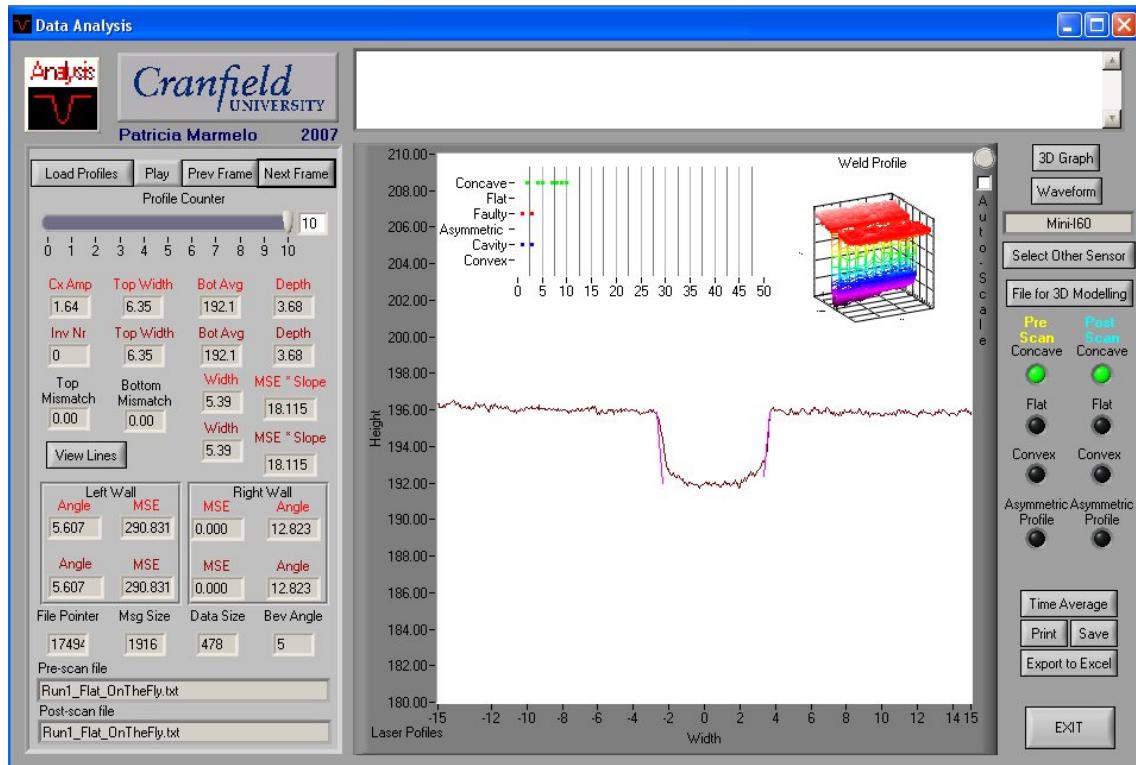 Data Analysis
Analysis
Cranfield
UNIVERSITY
Patricia Marmelo 2007
Load Profiles Play Prev Frame Next Frame
Profile Counter
10
0 1 2 3 4 5 6 7 8 9 10
Cx Amp Top Width Bot Avg Depth
1.64 6.35 192.1 3.68
Inv Nr Top Width Bot Avg Depth
0 6.35 192.1 3.68
Top Mismatch Bottom Mismatch Width MSE * Slope
0.00 0.00 5.39 18.115
Width MSE * Slope
5.39 18.115
View Lines
Left Wall Right Wall
Angle MSE MSE Angle
5.607 290.831 0.000 12.823
Angle MSE MSE Angle
5.607 290.831 0.000 12.823
File Pointer Msg Size Data Size Bev Angle
17494 1916 478 5
Pre-scan file
Run1_Flat_OnTheFly.txt
Post-scan file
Run1_Flat_OnTheFly.txt
210.00
208.00
206.00
204.00
202.00
200.00
198.00
196.00
194.00
192.00
190.00
188.00
186.00
184.00
182.00
180.00
Height
Concave
Flat
Faulty
Asymmetric
Cavity
Convex
0 5 10 15 20 25 30 35 40 45 50
Weld Profile
Auto-Scale
-15 -12 -10 -8 -6 -4 -2 0 2 4 6 8 10 12 14 15
Laser Pofiles
Width
3D Graph
Waveform
Mini-I60
Select Other Sensor
File for 3D Modelling
Pre Scan Post Scan
Concave Concave
Flat Flat
Convex Convex
Asymmetric Profile Asymmetric Profile
Time Average
Print Save
Export to Excel
EXIT